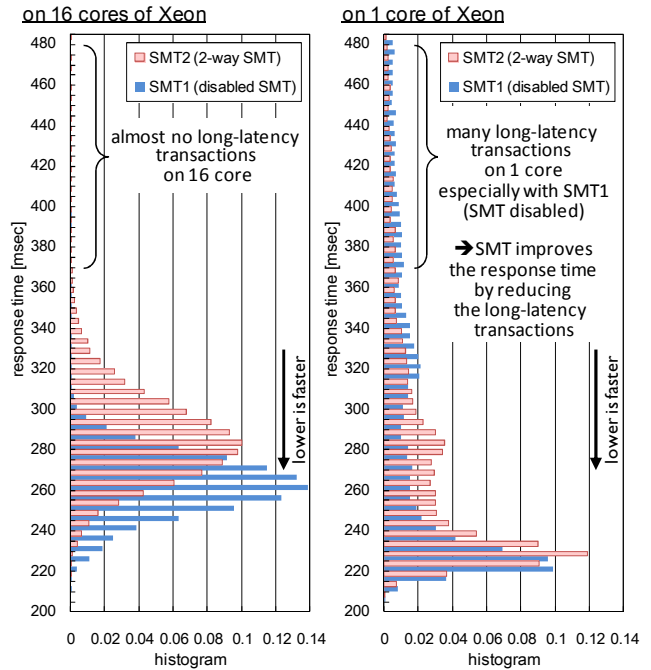 on 16 cores of Xeon
480
460
440
420
400
380
360
340
320
300
280
260
240
220
200
response time [msec]
SMT2 (2-way SMT)
SMT1 (disabled SMT)
almost no long-latency
transactions
on 16 core
lower is faster
0 0.02 0.04 0.06 0.08 0.1 0.12 0.14
histogram
on 1 core of Xeon
480
460
440
420
400
380
360
340
320
300
280
260
240
220
200
response time [msec]
SMT2 (2-way SMT)
SMT1 (disabled SMT)
many long-latency
transactions
on 1 core
especially with SMT1
(SMT disabled)
➔SMT improves
the response time
by reducing
the long-latency
transactions
lower is faster
0 0.02 0.04 0.06 0.08 0.1 0.12 0.14
histogram